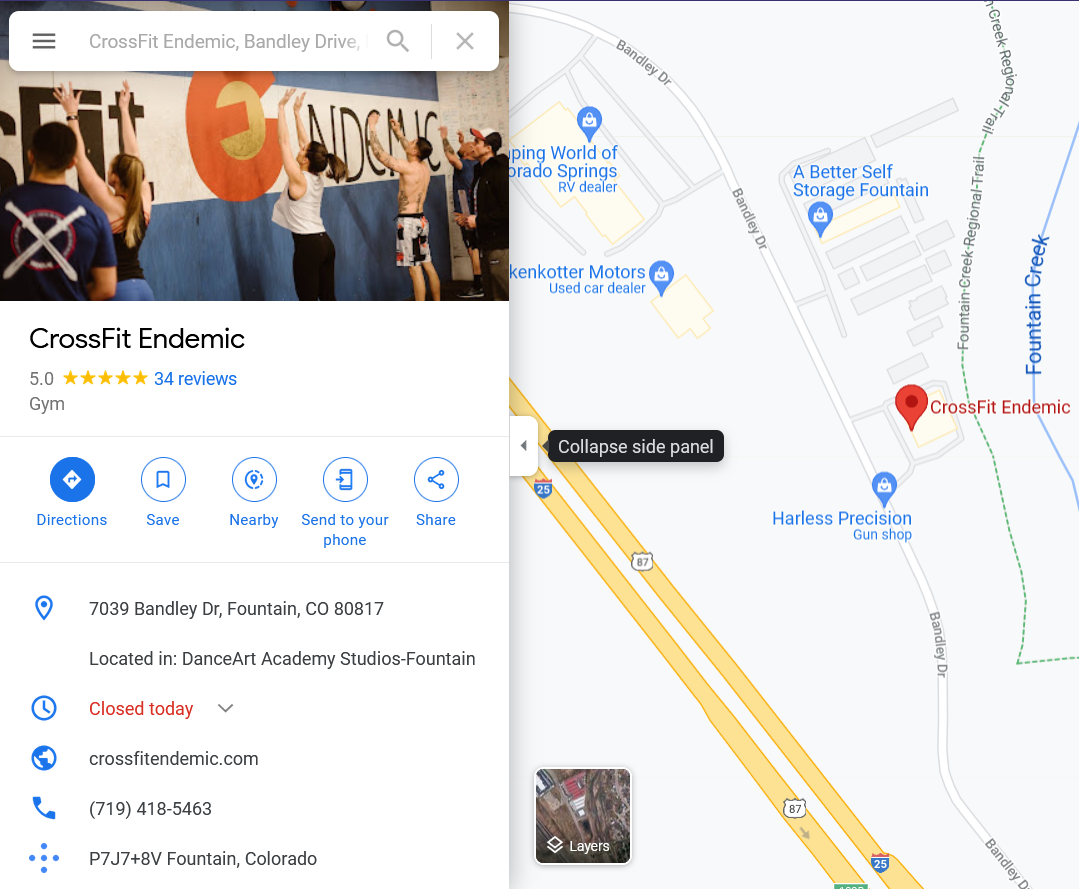 CrossFit Endemic, Bandley Drive,
CrossFit Endemic
5.0
34 reviews
Gym
Directions
Save
Nearby
Send to your
phone
Share
7039 Bandley Dr, Fountain, CO 80817
Located in: DanceArt Academy Studios-Fountain
Closed today
crossfitendemic.com
(719) 418-5463
P7J7+8V Fountain, Colorado
Bandley Dr
ping World of
orado Springs
RV dealer
A Better Self
Storage Fountain
Bandley Dr
kenkotter Motors
Used car dealer
n-Creek-Regional-Trail
Fountain-Creek-Regional-Trail
Fountain Creek
CrossFit Endemic
Collapse side panel
25
Harless Precision
Gun shop
87
Bandley Dr
Layers
87
25
Bandley Dr